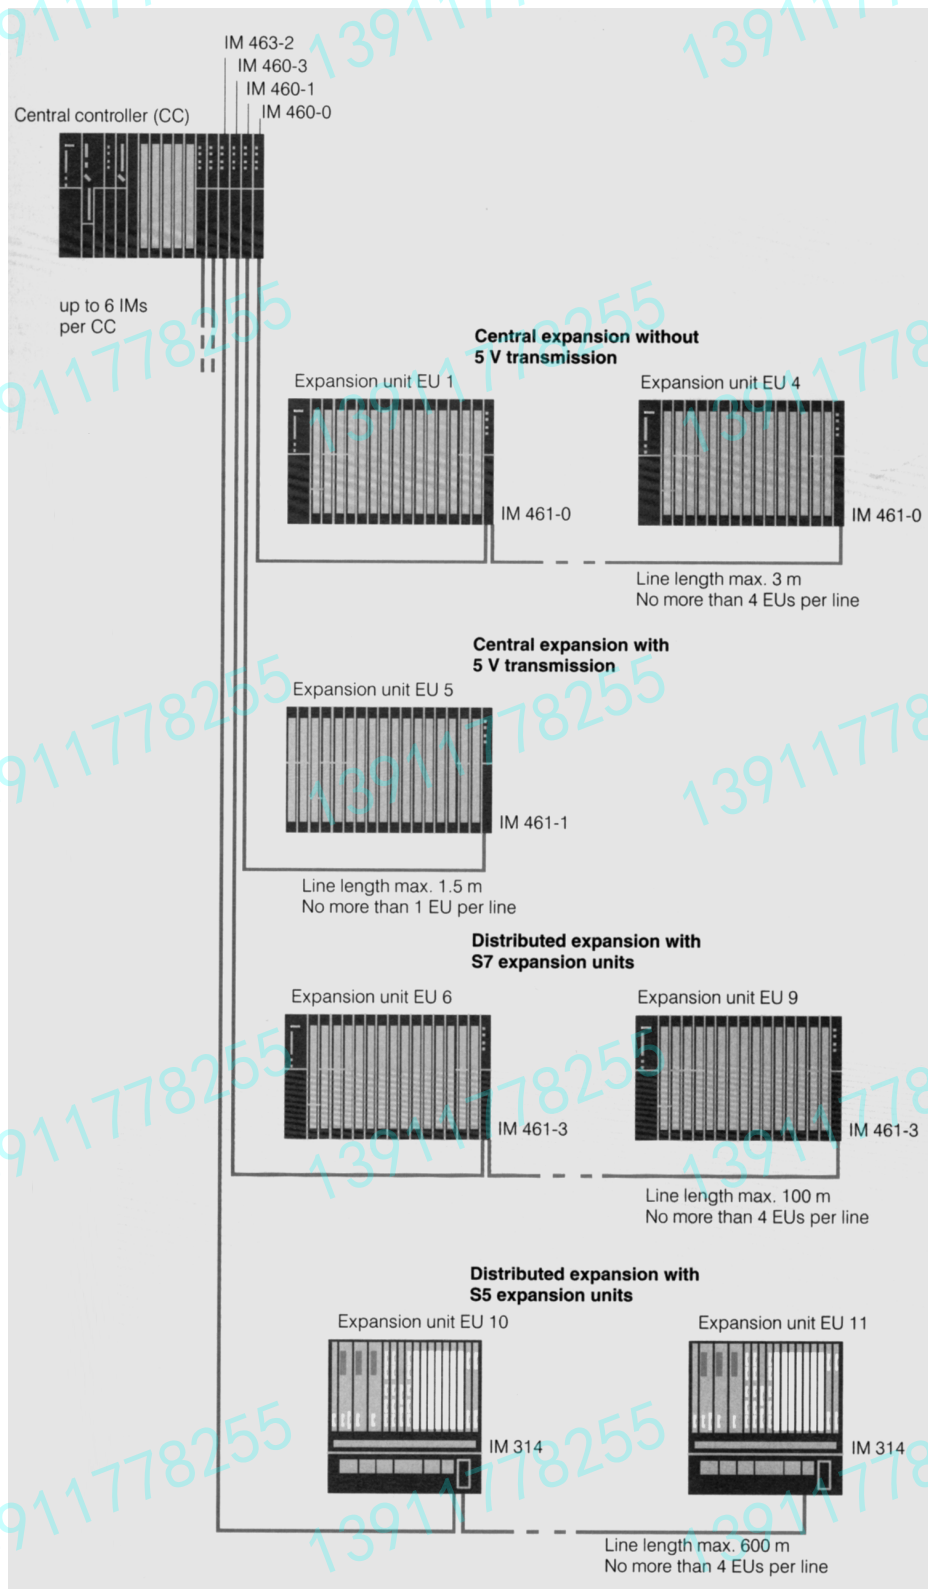 IM 463-2
IM 460-3
IM 460-1
IM 460-0
Central controller (CC)
up to 6 IMs
per CC
Central expansion without
5 V transmission
Expansion unit EU 1
Expansion unit EU 4
IM 461-0
IM 461-0
Line length max. 3 m
No more than 4 EUs per line
Central expansion with
5 V transmission
Expansion unit EU 5
IM 461-1
Line length max. 1.5 m
No more than 1 EU per line
Distributed expansion with
S7 expansion units
Expansion unit EU 6
Expansion unit EU 9
IM 461-3
IM 461-3
Line length max. 100 m
No more than 4 EUs per line
Distributed expansion with
S5 expansion units
Expansion unit EU 10
Expansion unit EU 11
IM 314
IM 314
Line length max. 600 m
No more than 4 EUs per line
13911778255